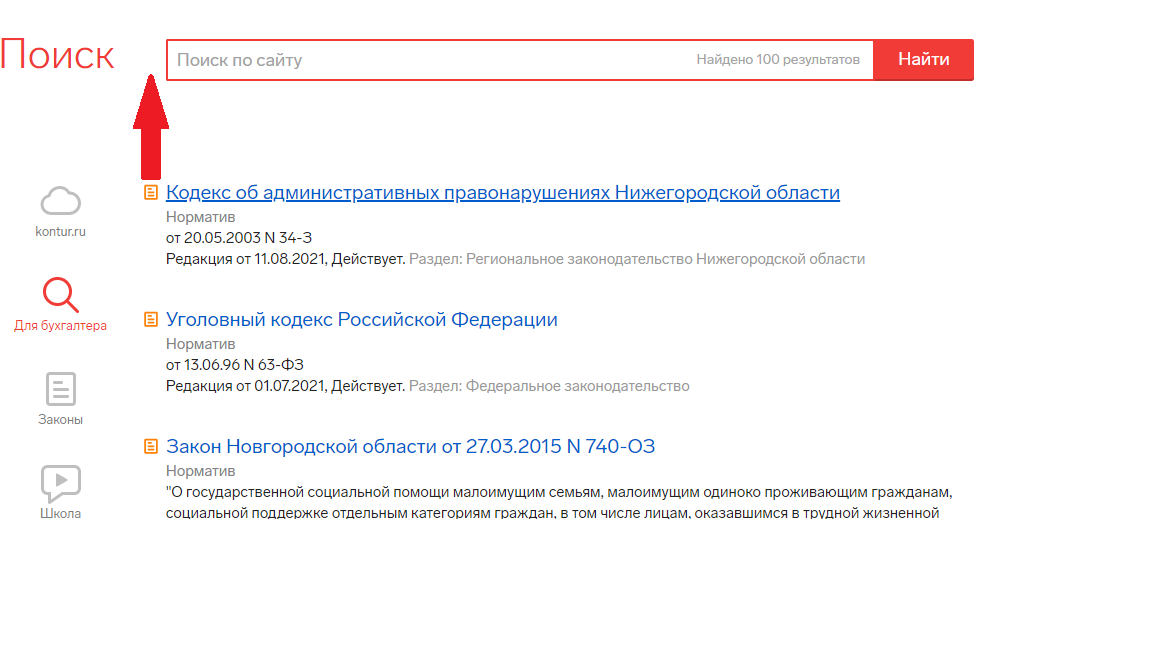 Поиск
Поиск по сайту
Найдено 100 результатов
Найти
kontur.ru
Для бухгалтера
Законы
Школа
Кодекс об административных правонарушениях Нижегородской области
Норматив
от 20.05.2003 N 34-З
Редакция от 11.08.2021, Действует. Раздел: Региональное законодательство Нижегородской области
Уголовный кодекс Российской Федерации
Норматив
от 13.06.96 N 63-ФЗ
Редакция от 01.07.2021, Действует. Раздел: Федеральное законодательство
Закон Новгородской области от 27.03.2015 N 740-ОЗ
Норматив
"О государственной социальной помощи малоимущим семьям, малоимущим одиноко проживающим гражданам,
социальной поддержке отдельным категориям граждан, в том числе лицам, оказавшимся в трудной жизненной